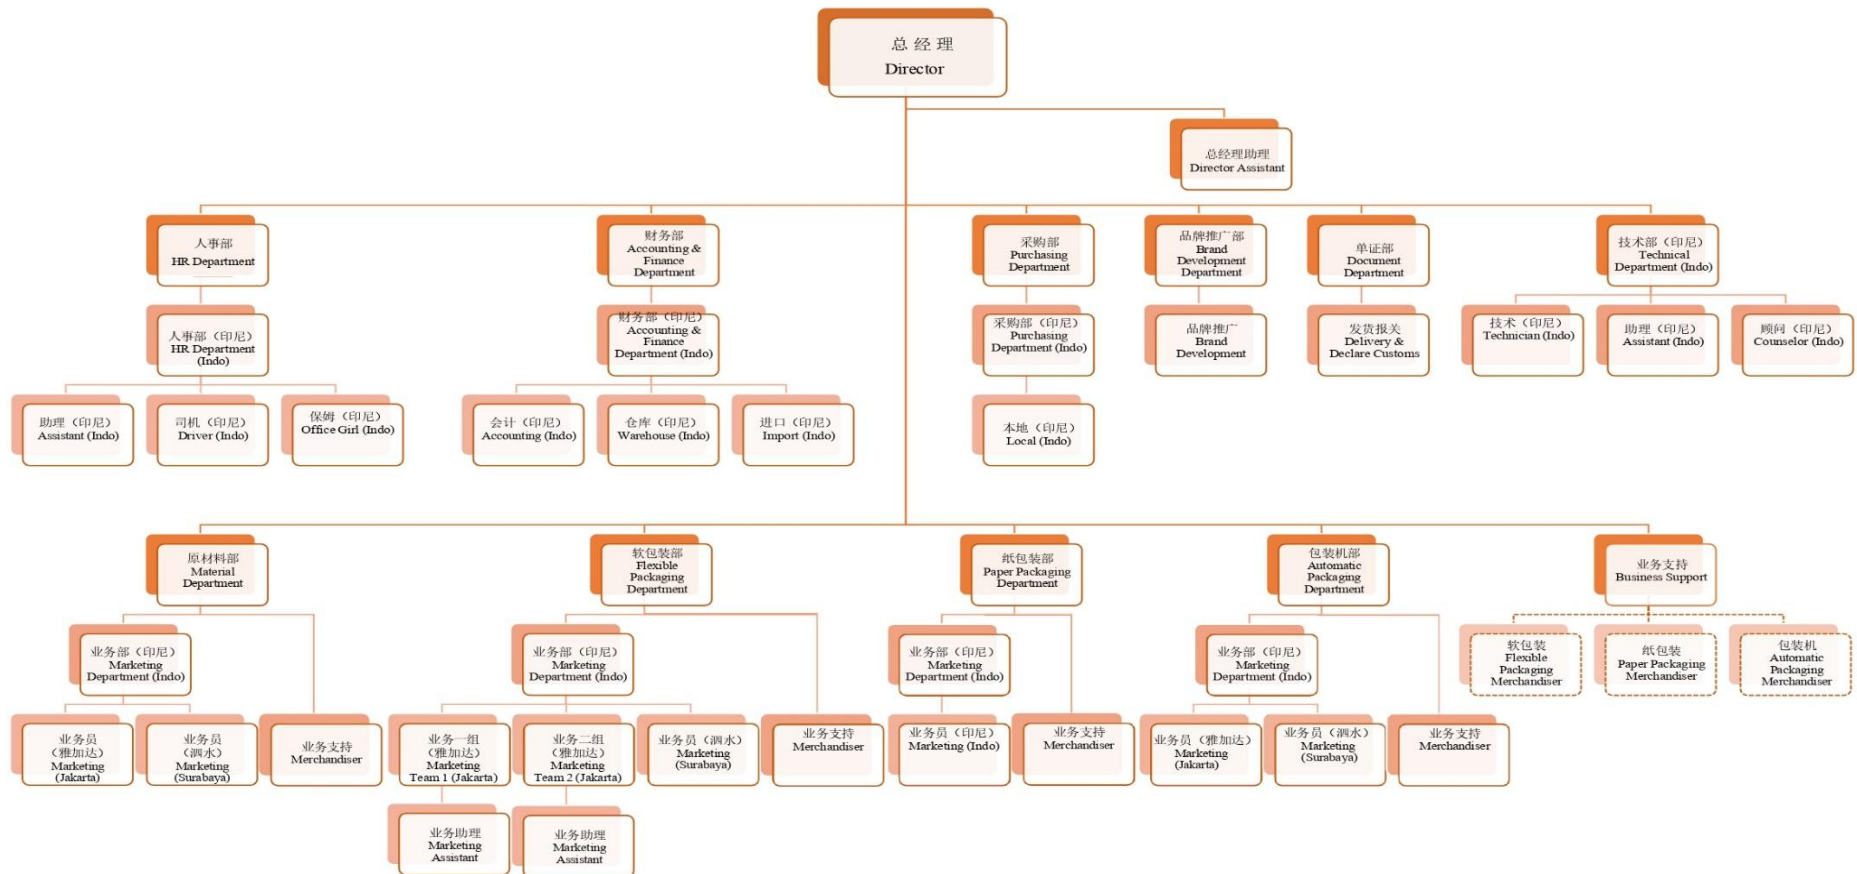 总 经 理
Director
总经理助理
Director Assistant
人事部
HR Department
财务部
Accounting &
Finance
Department
采购部
Purchasing
Department
品牌推广部
Brand
Development
Department
单证部
Document
Department
技术部（印尼）
Technical
Department (Indo)
人事部（印尼）
HR Department
(Indo)
财务部（印尼）
Accounting &
Finance
Department (Indo)
采购部（印尼）
Purchasing
Department (Indo)
品牌推广
Brand
Development
发货报关
Delivery &
Declare Customs
技术（印尼）
Technician (Indo)
助理（印尼）
Assistant (Indo)
顾问（印尼）
Counselor (Indo)
助理（印尼）
Assistant (Indo)
司机（印尼）
Driver (Indo)
保姆（印尼）
Office Girl (Indo)
会计（印尼）
Accounting (Indo)
仓库（印尼）
Warehouse (Indo)
进口（印尼）
Import (Indo)
本地（印尼）
Local (Indo)
原材料部
Material
Department
软包装部
Flexible
Packaging
Department
纸包装部
Paper Packaging
Department
包装机部
Automatic
Packaging
Department
业务支持
Business Support
业务部（印尼）
Marketing
Department (Indo)
业务部（印尼）
Marketing
Department (Indo)
业务部（印尼）
Marketing
Department (Indo)
业务部（印尼）
Marketing
Department (Indo)
软包装
Flexible
Packaging
Merchandiser
纸包装
Paper Packaging
Merchandiser
包装机
Automatic
Packaging
Merchandiser
业务员
（雅加达）
Marketing
(Jakarta)
业务员
（泗水）
Marketing
(Surabaya)
业务支持
Merchandiser
业务一组
（雅加达）
Marketing
Team 1 (Jakarta)
业务二组
（雅加达）
Marketing
Team 2 (Jakarta)
业务员（泗水）
Marketing
(Surabaya)
业务支持
Merchandiser
业务员（印尼）
Marketing (Indo)
业务支持
Merchandiser
业务员（雅加达）
Marketing
(Jakarta)
业务员（泗水）
Marketing
(Surabaya)
业务支持
Merchandiser
业务助理
Marketing
Assistant
业务助理
Marketing
Assistant